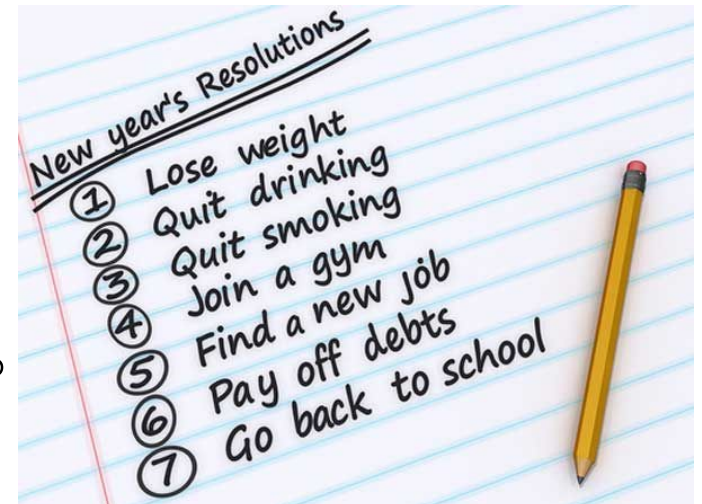 New year's Resolutions
1 Lose weight
2 Quit drinking
3 Quit smoking
4 Join a gym
5 Find a new job
6 Pay off debts
7 Go back to school